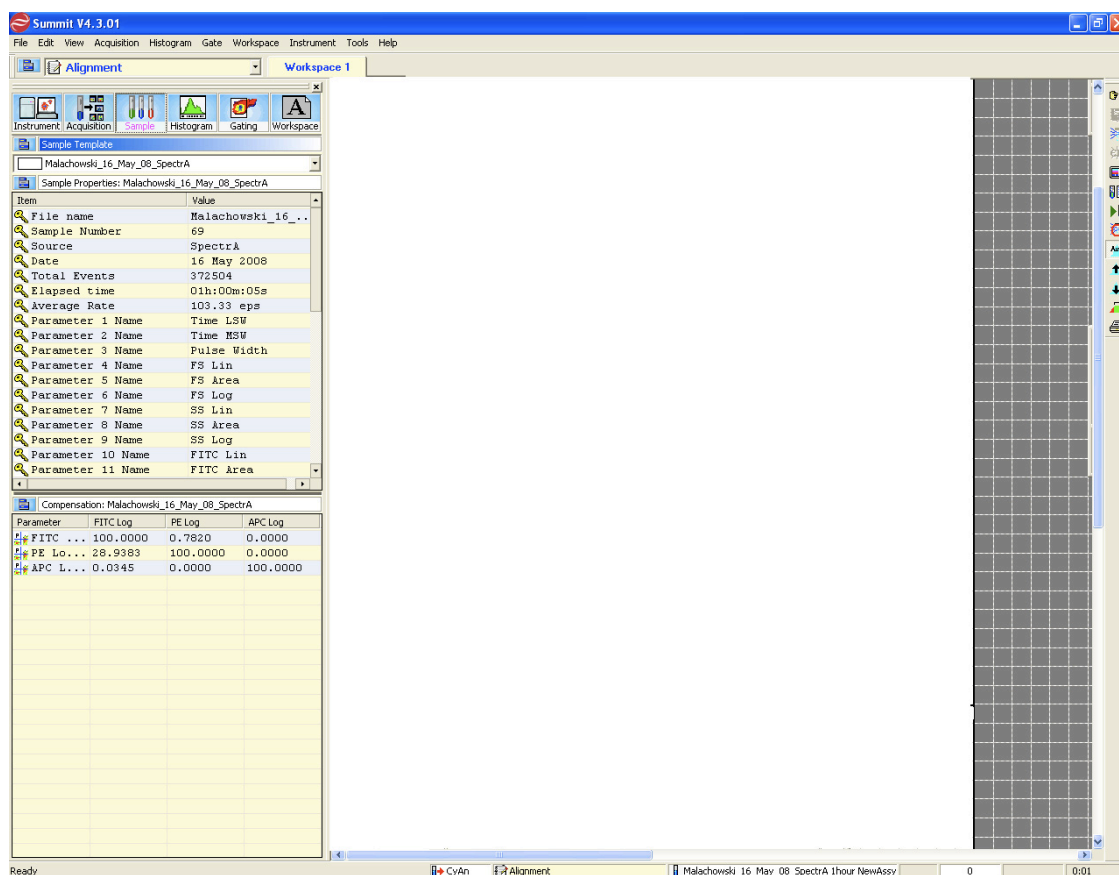 Summit V4.3.01
File Edit View Acquisition Histogram Gate Workspace Instrument Tools Help
Alignment Workspace 1
Instrument Acquisition Sample Histogram Gating Workspace
Sample Template
Malachowski_16_May_08_SpectrA
Sample Properties: Malachowski_16_May_08_SpectrA
Item Value
File name Malachowski_16_...
Sample Number 69
Source SpectrA
Date 16 May 2008
Total Events 372504
Elapsed time 01h:00m:05s
Average Rate 103.33 eps
Parameter 1 Name Time LSW
Parameter 2 Name Time MSW
Parameter 3 Name Pulse Width
Parameter 4 Name FS Lin
Parameter 5 Name FS Area
Parameter 6 Name FS Log
Parameter 7 Name SS Lin
Parameter 8 Name SS Area
Parameter 9 Name SS Log
Parameter 10 Name FITC Lin
Parameter 11 Name FITC Area
Compensation: Malachowski_16_May_08_SpectrA
Parameter FITC Log PE Log APC Log
FITC ... 100.0000 0.7820 0.0000
PE Lo... 28.9383 100.0000 0.0000
APC L... 0.0345 0.0000 100.0000
Ready CyAn Alignment Malachowski_16_May_08_SpectrA 1hour NewAssy 0 0:01